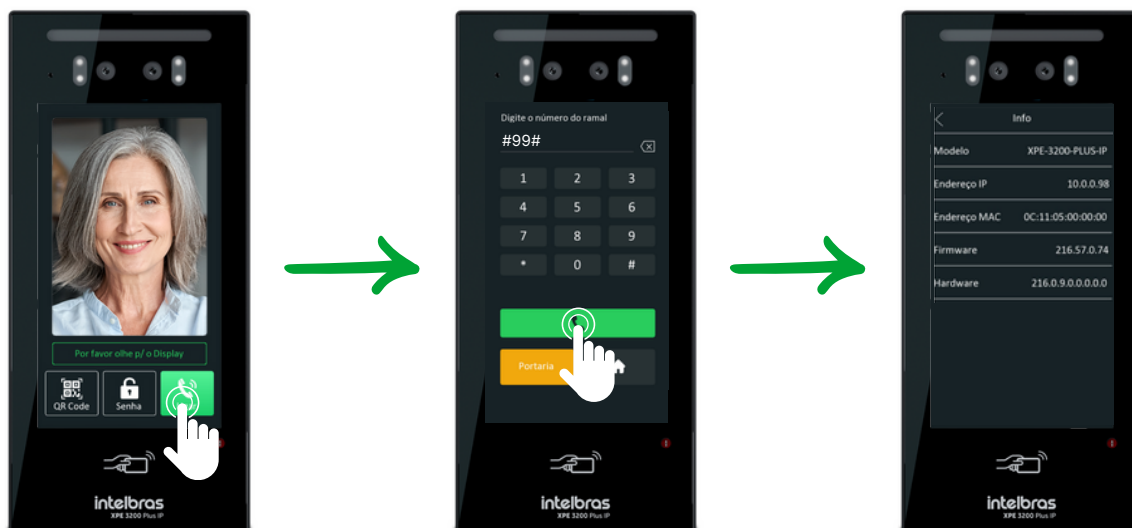 Por favor olhe p/ o Display
QR Code
Senha
intelbras
XPE 3200 Plus IP
Digite o número do ramal
#99#
1 2 3
4 5 6
7 8 9
* 0 #
Portaria
intelbras
XPE 3200 Plus IP
Info
Modelo XPE-3200-PLUS-IP
Endereço IP 10.0.0.98
Endereço MAC 0C:11:05:00:00:00
Firmware 216.57.0.74
Hardware 216.0.9.0.0.0.0.0
intelbras
XPE 3200 Plus IP